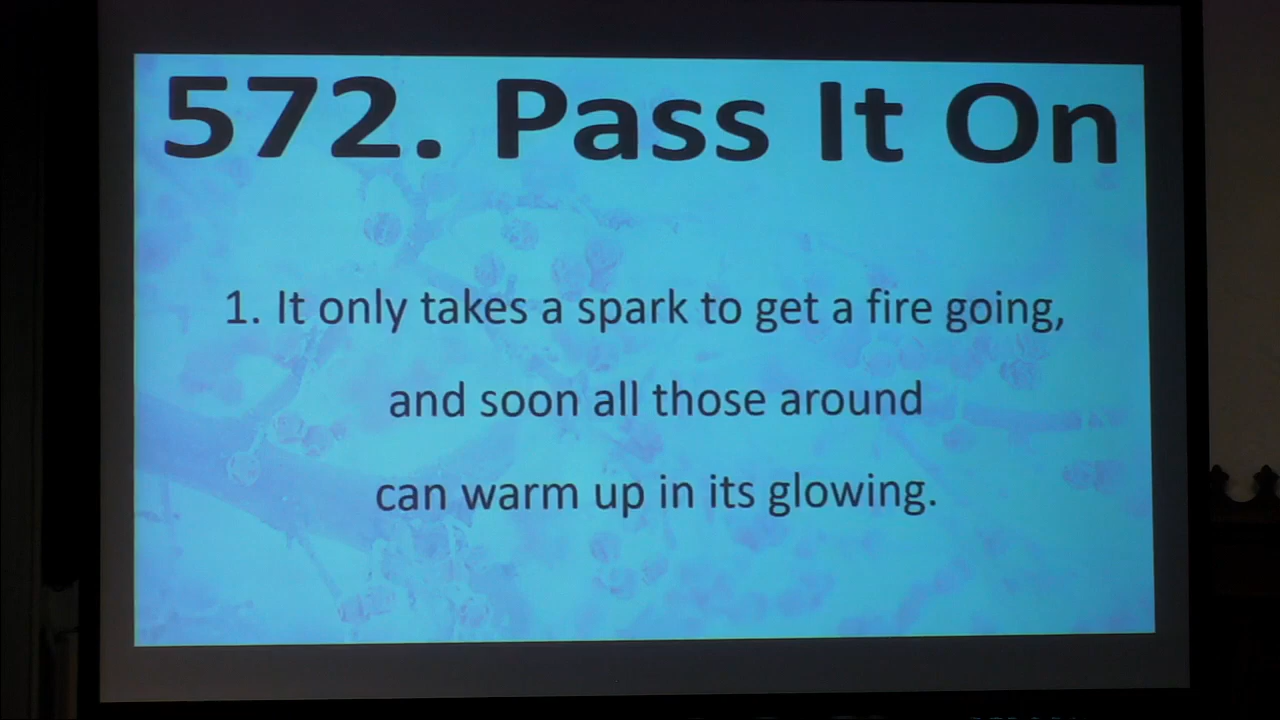 572. Pass It On
1. It only takes a spark to get a fire going,
and soon all those around
can warm up in its glowing.